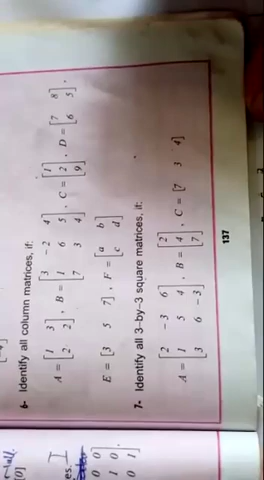 6- Identify all column matrices, if:
A = [1 3
2 2], B = [3 -2 4
1 6 5
7 3 4], C = [1
2
9], D = [7 8
6 5],
E = [3 5 7], F = [a b
c d]
7- Identify all 3-by-3 square matrices, if:
A = [2 -3 6
1 5 4
3 6 -3], B = [2
4
7], C = [7 3 4]
137